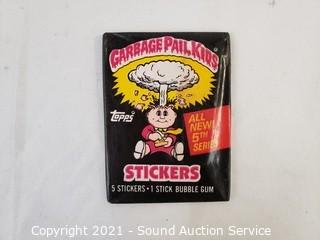 GARBAGE PAIL KIDS
TOPPS
ALL NEW!
5TH
SERIES
STICKERS
5 STICKERS • 1 STICK BUBBLE GUM
Copyright 2021 - Sound Auction Service